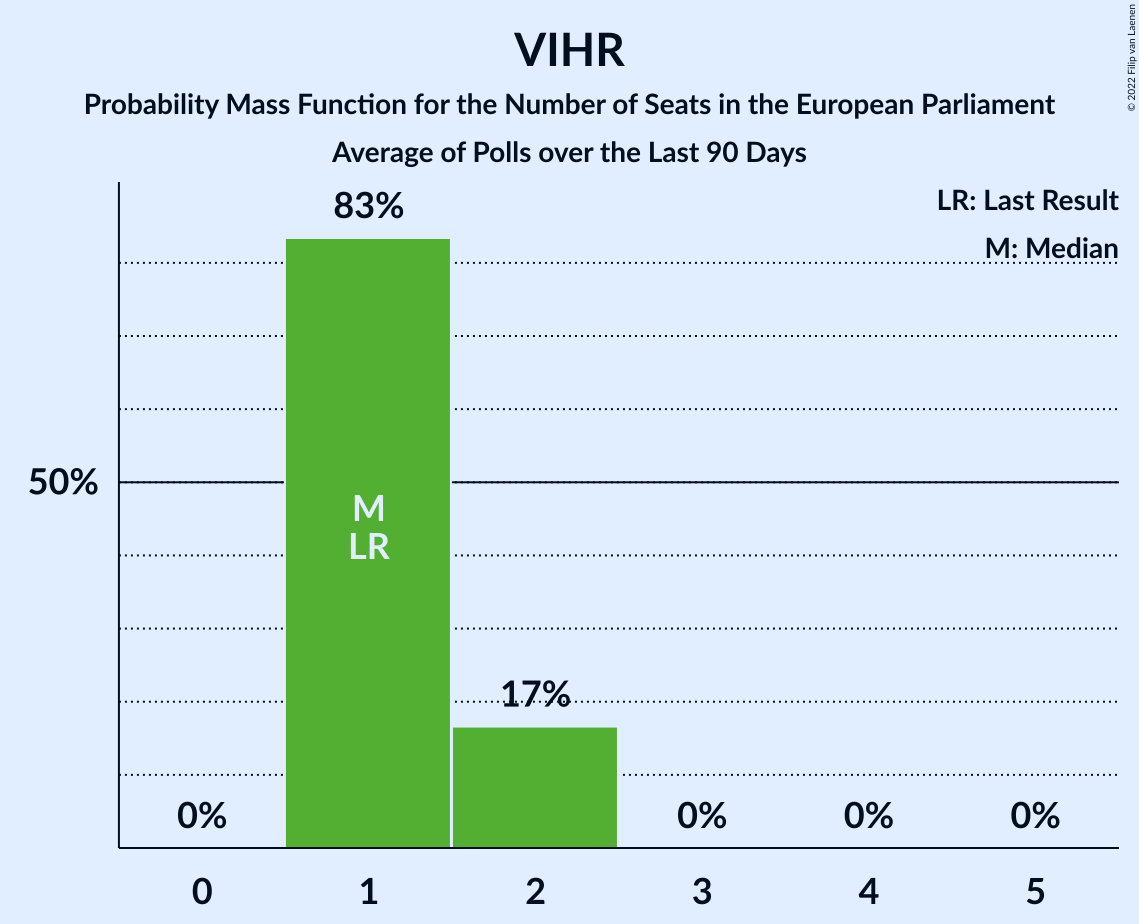 VIHR
Probability Mass Function for the Number of Seats in the European Parliament
Average of Polls over the Last 90 Days
© 2022 Filip van Laenen
LR: Last Result
M: Median
83%
50%
M
LR
17%
0%
0%
0%
0%
0
1
2
3
4
5